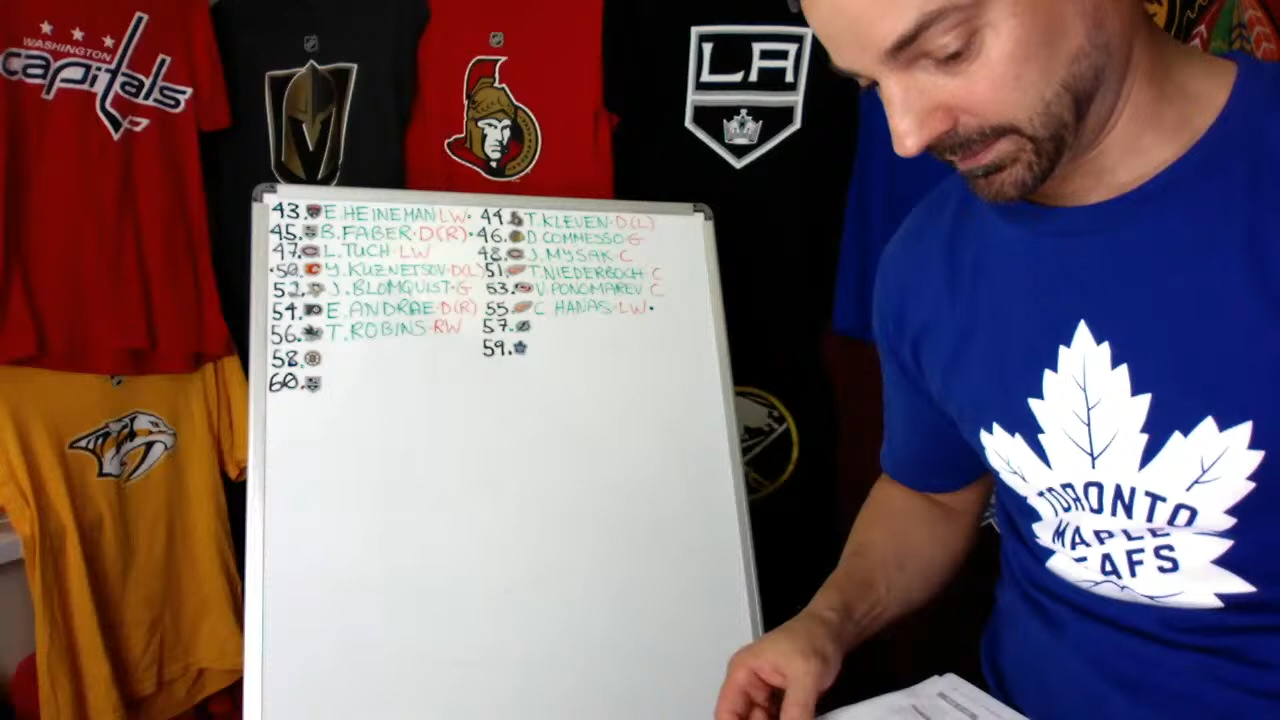 WASHINGTON
capitals
LA
43. E. HEINEMAN LW • 44. T. KLEVEN • D(L)
45. B. FABER • D(R) • 46. D COMMESSO • G
47. L. TUCH • LW 48. J. MYSAK • C
• 50. Y. KUZNETSOV • D(L) 51. T. NIEDERBOCH C
52. J. BLOMQUIST • G 53. V. PONOMAREV C
54. E. ANDRAE • D(R) 55. C HANAS • LW •
56. T. ROBINS • RW 57.
58. 59.
60.
TORONTO
MAPLE
LEAFS